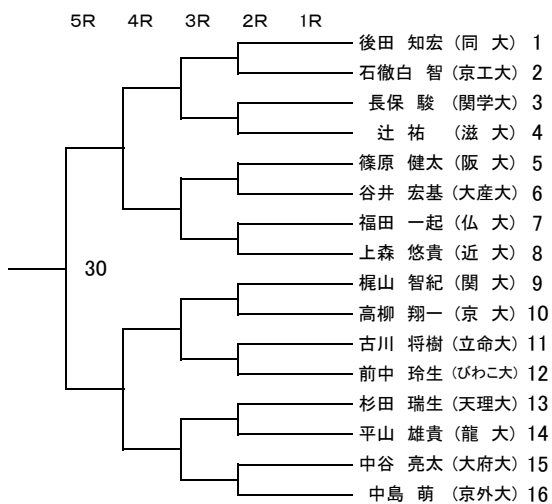 5R 4R 3R 2R 1R
後田 知宏 (同 大) 1
石徹白 智 (京工大) 2
長保 駿 (関学大) 3
辻 祐 (滋 大) 4
篠原 健太 (阪 大) 5
谷井 宏基 (大産大) 6
福田 一起 (仏 大) 7
上森 悠貴 (近 大) 8
30
梶山 智紀 (関 大) 9
高柳 翔一 (京 大) 10
古川 将樹 (立命大) 11
前中 玲生 (びわこ大) 12
杉田 瑞生 (天理大) 13
平山 雄貴 (龍 大) 14
中谷 亮太 (大府大) 15
中島 萌 (京外大) 16